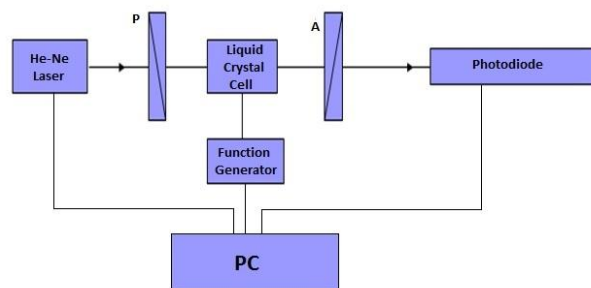 P
A
He-Ne
Laser
Liquid
Crystal
Cell
Photodiode
Function
Generator
PC